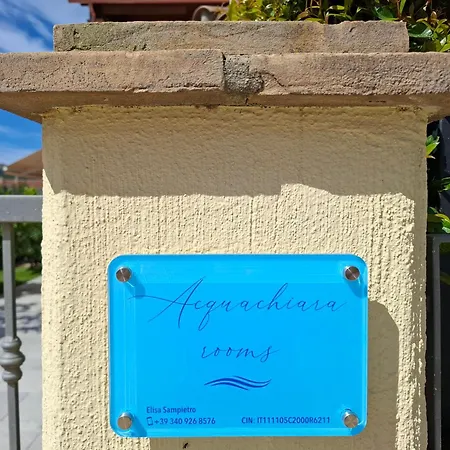 Acquachiara
rooms
Elisa Sampietro
+39 340 926 8576
CIN: IT111105C2000R6211